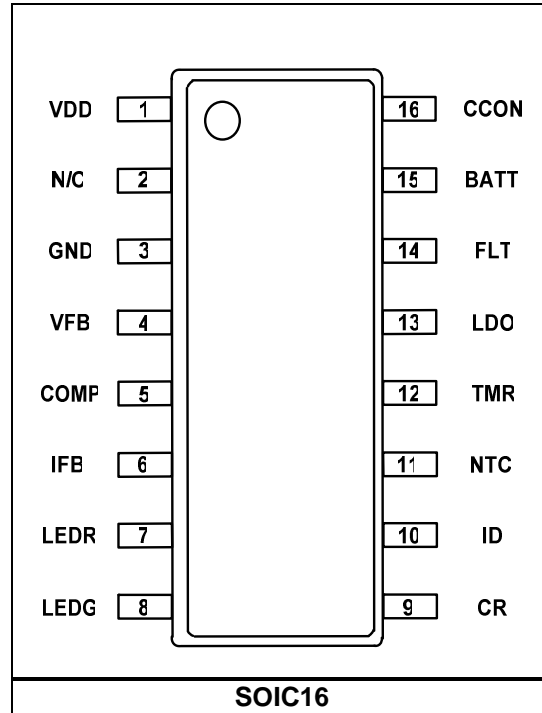 VDD 1 16 CCON
N/C 2 15 BATT
GND 3 14 FLT
VFB 4 13 LDO
COMP 5 12 TMR
IFB 6 11 NTC
LEDR 7 10 ID
LEDG 8 9 CR
SOIC16